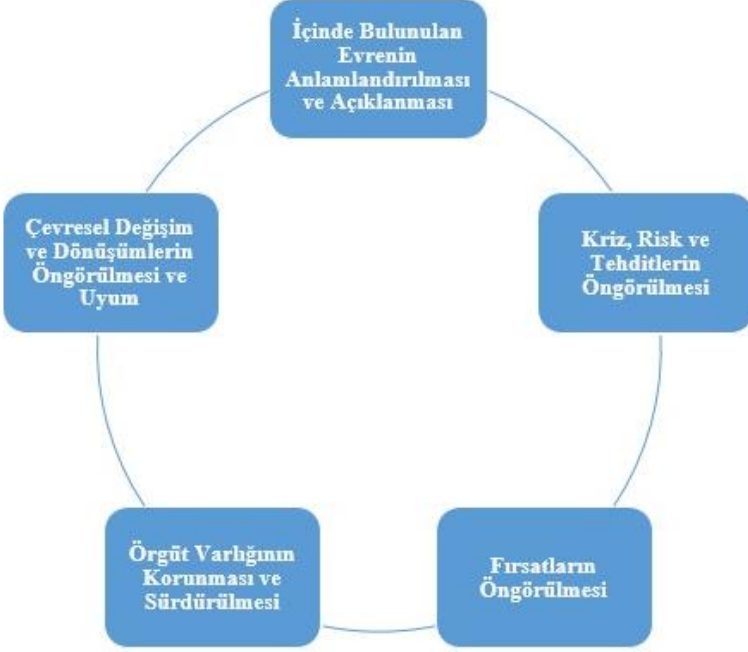 İçinde Bulunulan
Evrenin
Anlamlandırılması
ve Açıklanması
Kriz, Risk ve
Tehditlerin
Öngörülmesi
Fırsatların
Öngörülmesi
Örgüt Varlığının
Korunması ve
Sürdürülmesi
Çevresel Değişim
ve Dönüşümlerin
Öngörülmesi ve
Uyum